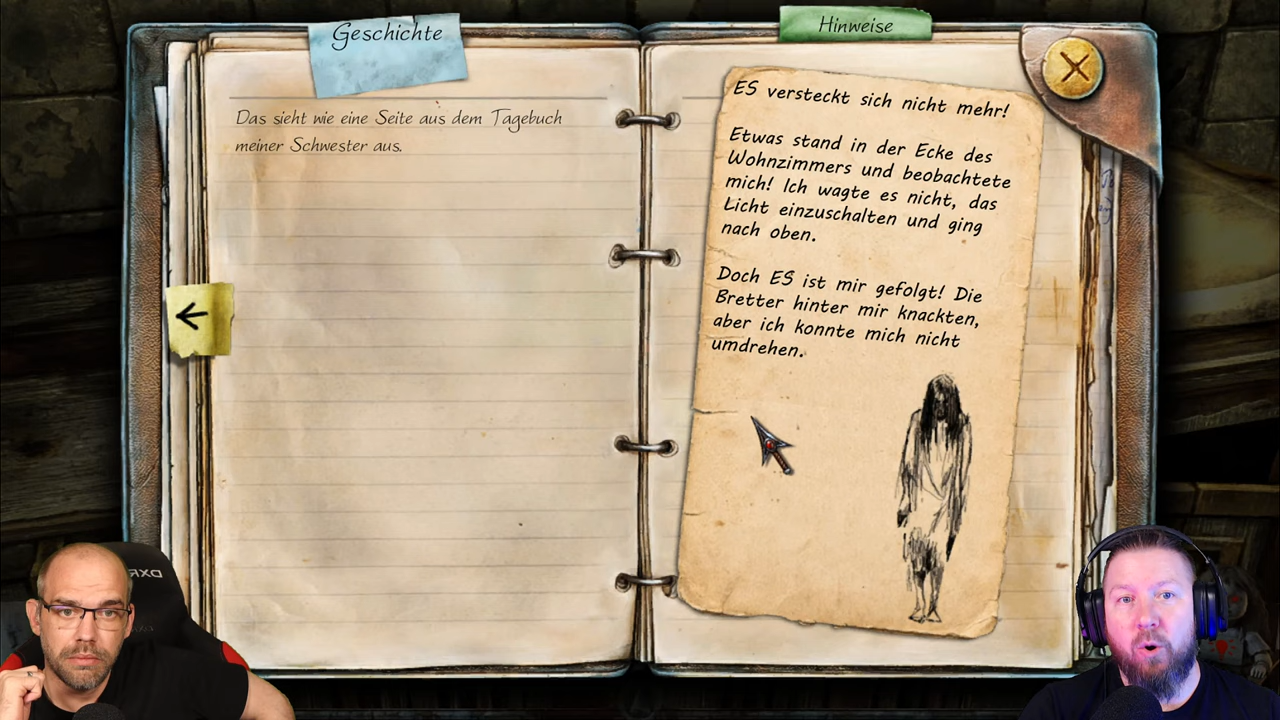 Geschichte
Das sieht wie eine Seite aus dem Tagebuch
meiner Schwester aus.
Hinweise
ES versteckt sich nicht mehr!
Etwas stand in der Ecke des
Wohnzimmers und beobachtete
mich! Ich wagte es nicht, das
Licht einzuschalten und ging
nach oben.
Doch ES ist mir gefolgt! Die
Bretter hinter mir knackten,
aber ich konnte mich nicht
umdrehen.